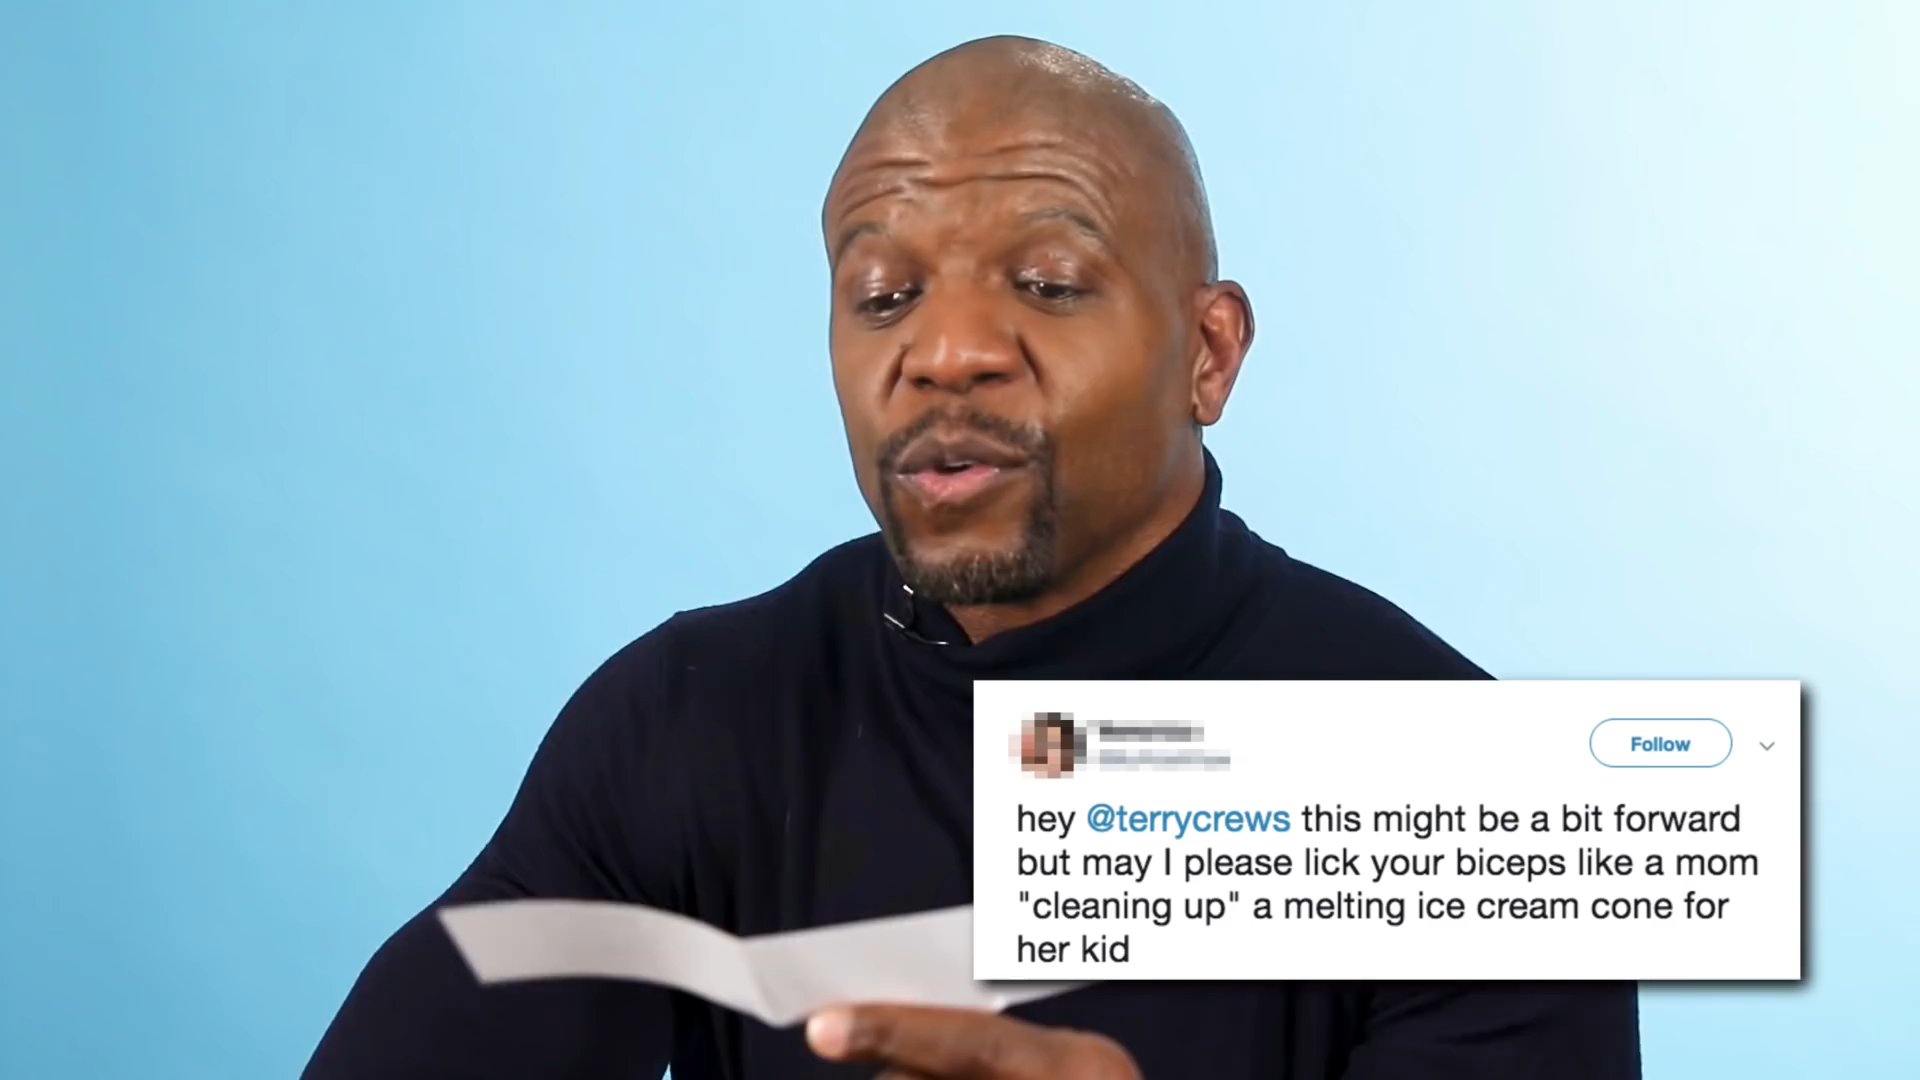 Follow
hey @terrycrews this might be a bit forward
but may I please lick your biceps like a mom
"cleaning up" a melting ice cream cone for
her kid